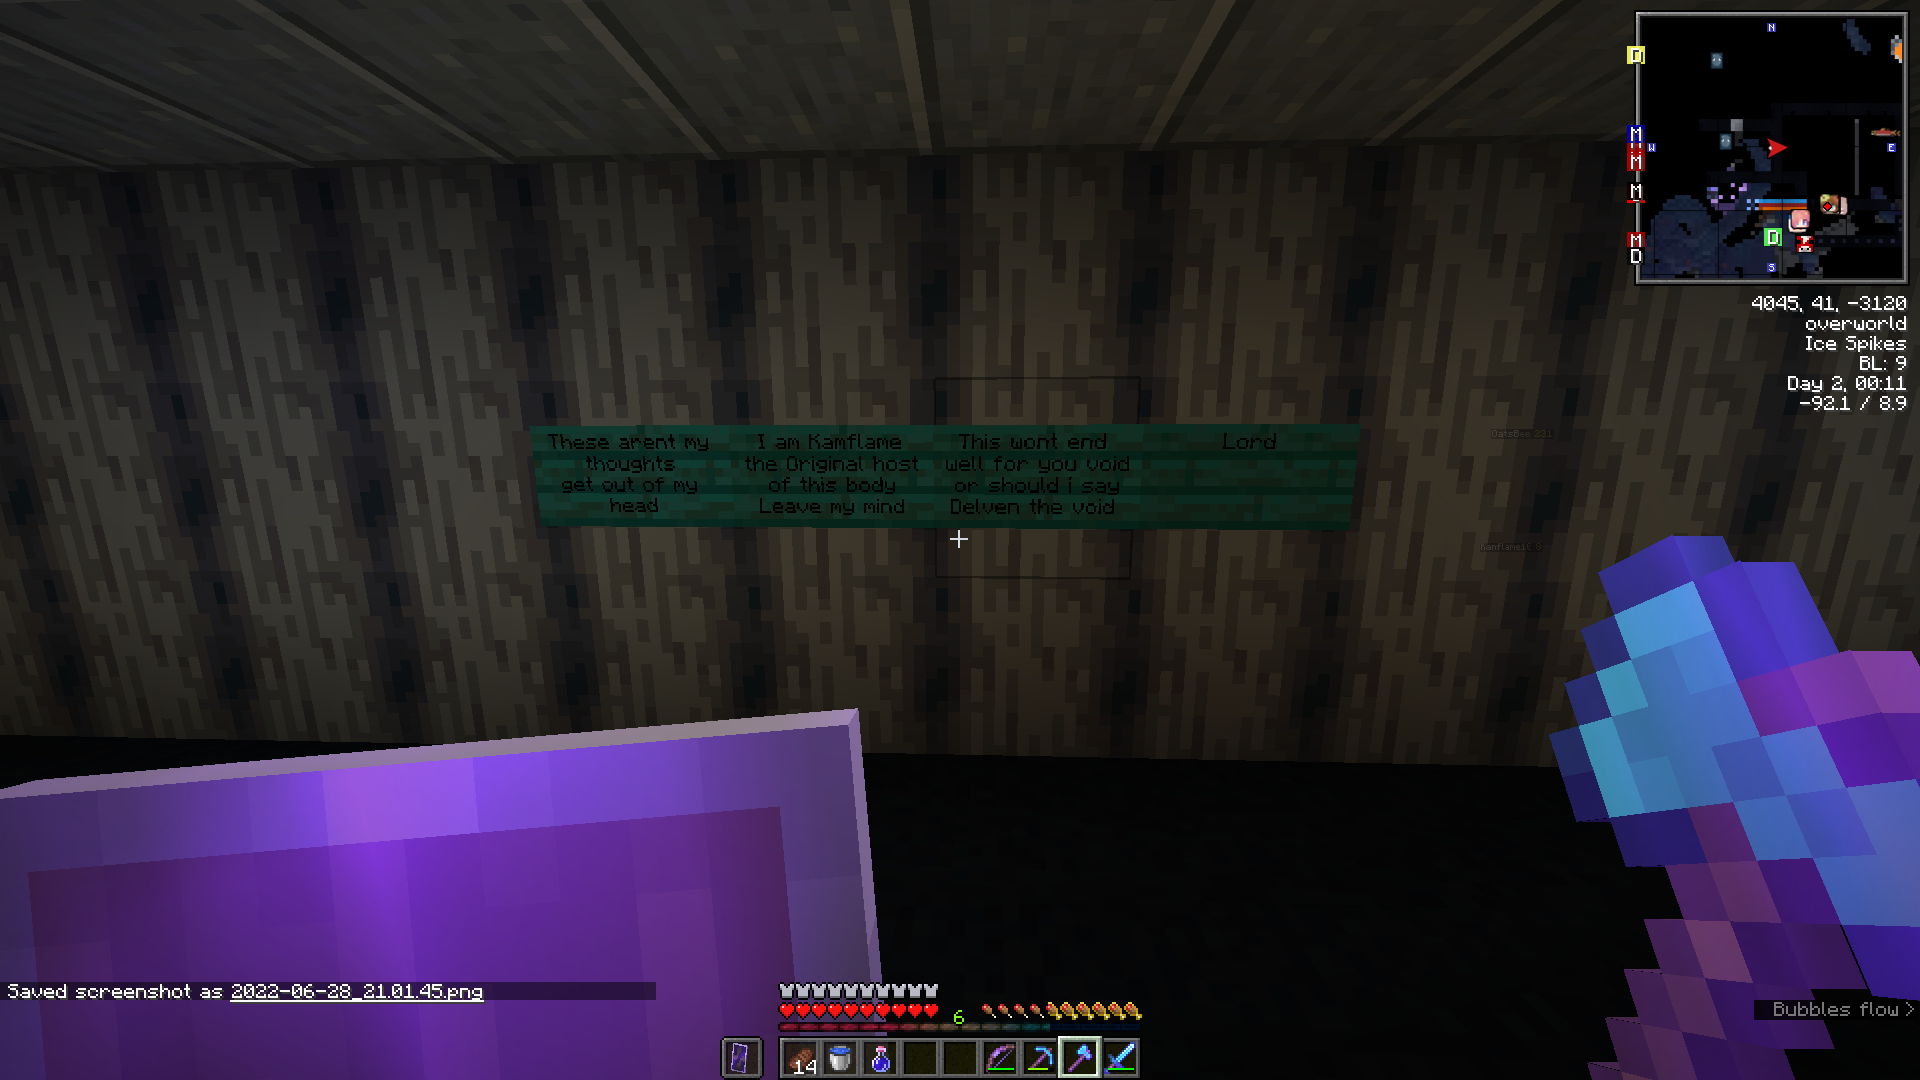 N
D
M
W
M
E
M
M
D
D
S
4045, 41, -3120
overworld
Ice Spikes
BL: 9
Day 2, 00:11
-92.1 / 8.9
These arent my
thoughts
get out of my
head
I am Kamflame
the Original host
of this body
Leave my mind
This wont end
well for you void
or should i say
Delven the void
Lord
Saved screenshot as 2022-06-28_21.01.45.png
6
Bubbles flow >
14